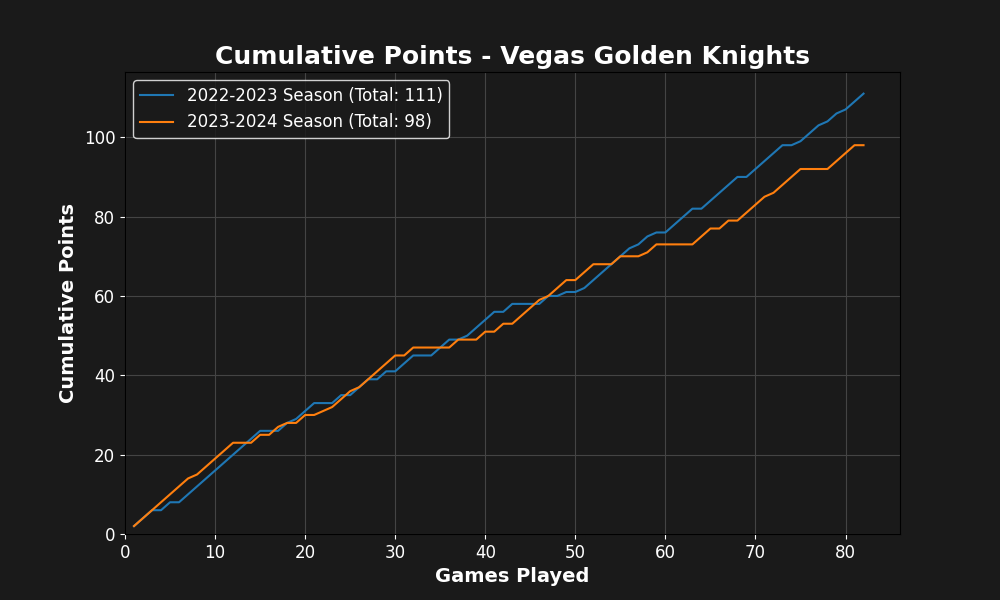 Cumulative Points - Vegas Golden Knights
2022-2023 Season (Total: 111)
2023-2024 Season (Total: 98)
Cumulative Points
100
80
60
40
20
0
0 10 20 30 40 50 60 70 80
Games Played